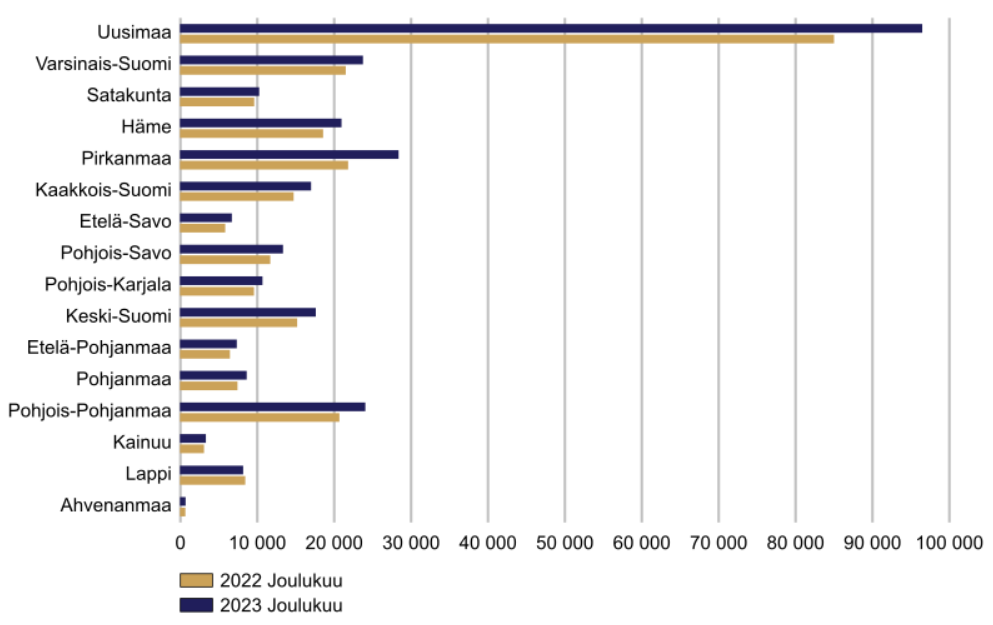 Uusimaa
Varsinais-Suomi
Satakunta
Häme
Pirkanmaa
Kaakkois-Suomi
Etelä-Savo
Pohjois-Savo
Pohjois-Karjala
Keski-Suomi
Etelä-Pohjanmaa
Pohjanmaa
Pohjois-Pohjanmaa
Kainuu
Lappi
Ahvenanmaa
0 10 000 20 000 30 000 40 000 50 000 60 000 70 000 80 000 90 000 100 000
2022 Joulukuu
2023 Joulukuu